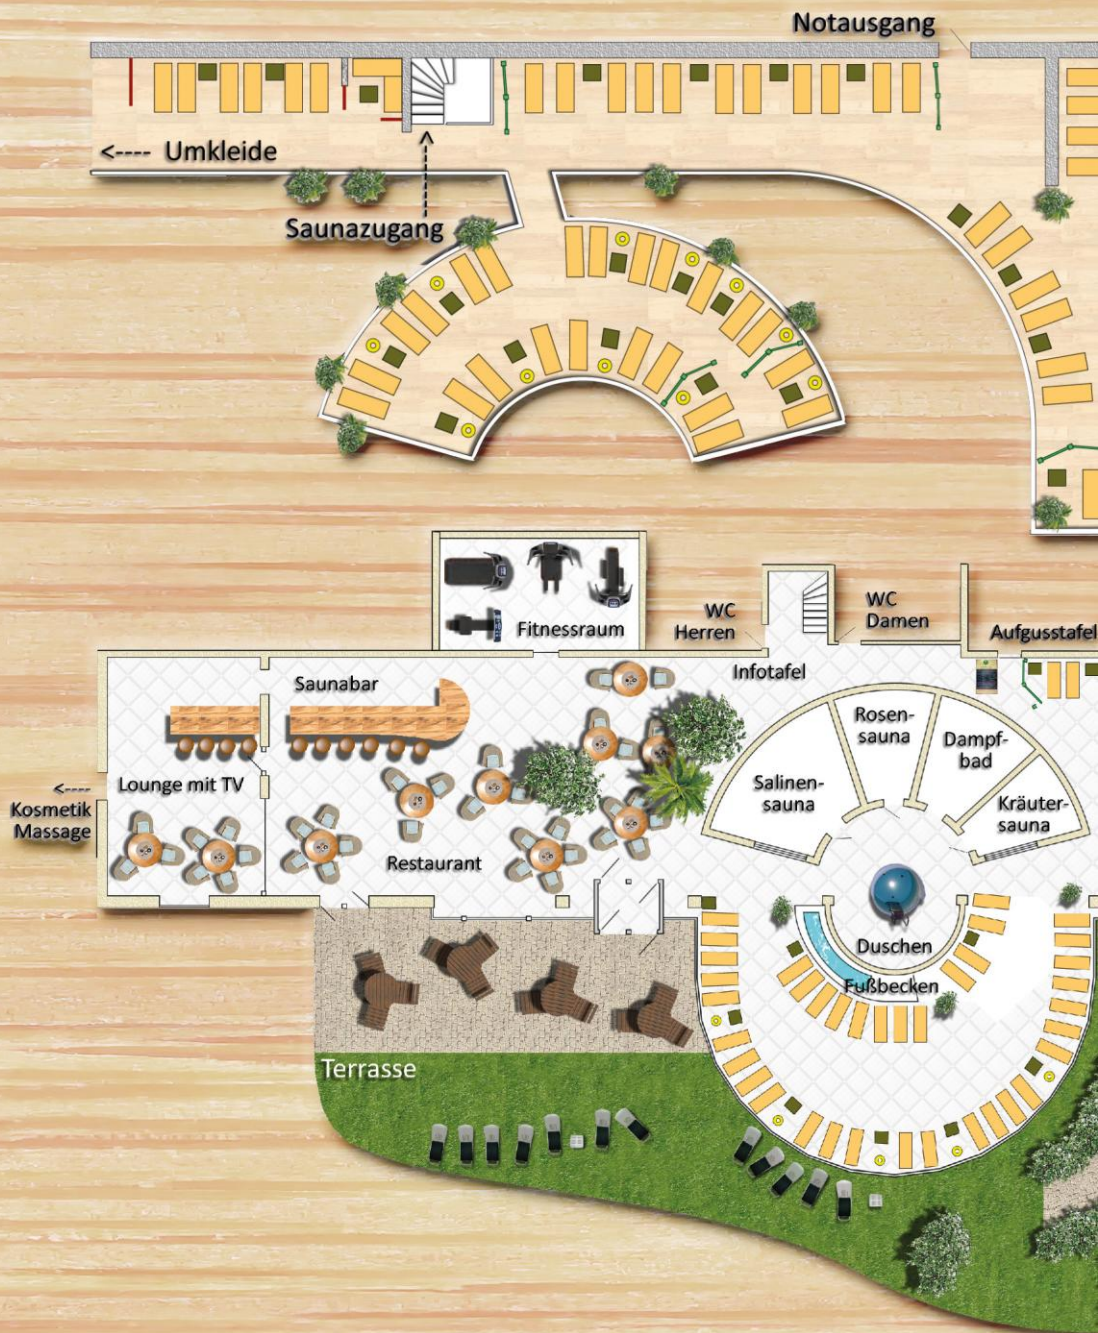 Notausgang
<---- Umkleide
Saunazugang
Fitnessraum
WC
Herren
WC
Damen
Aufgusstafel
Infotafel
Saunabar
Rosen-
sauna
Dampf-
bad
Salinen-
sauna
Kräuter-
sauna
Lounge mit TV
<----
Kosmetik
Massage
Restaurant
Duschen
Fußbecken
Terrasse